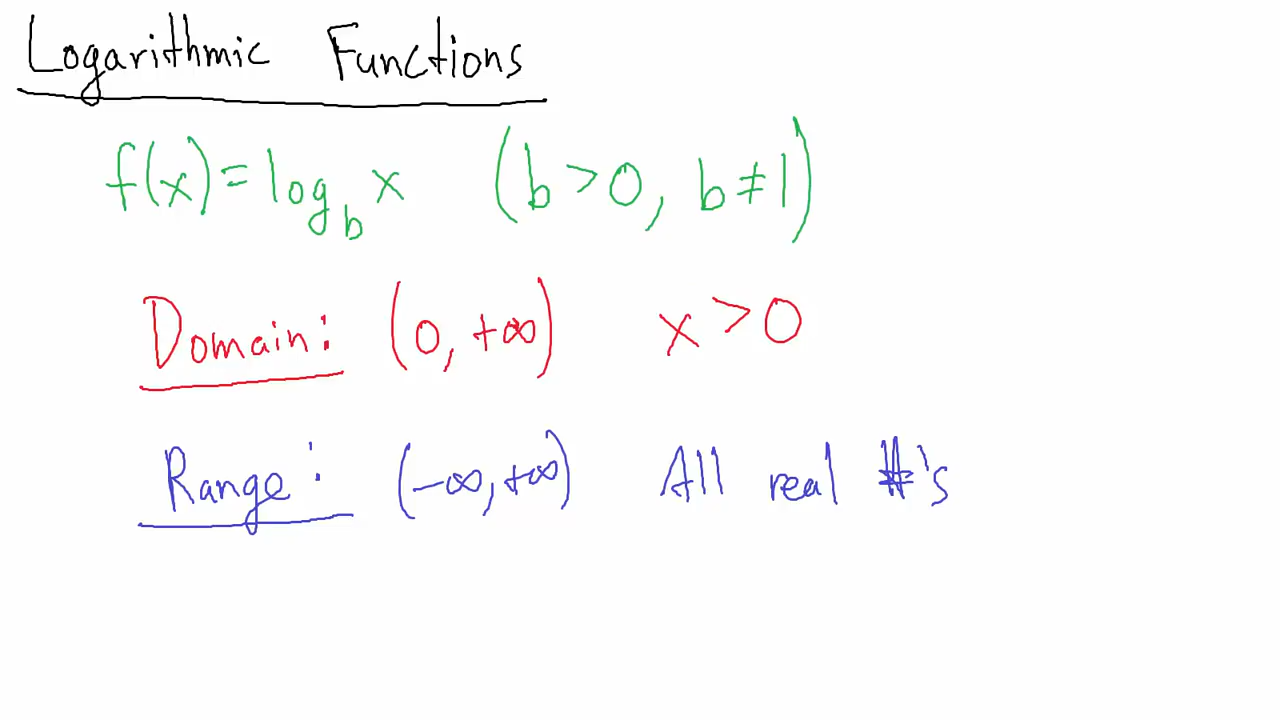 Logarithmic Functions
f(x) = log_b x (b > 0, b ≠ 1)
Domain: (0, +∞) x > 0
Range: (-∞, +∞) All real #'s